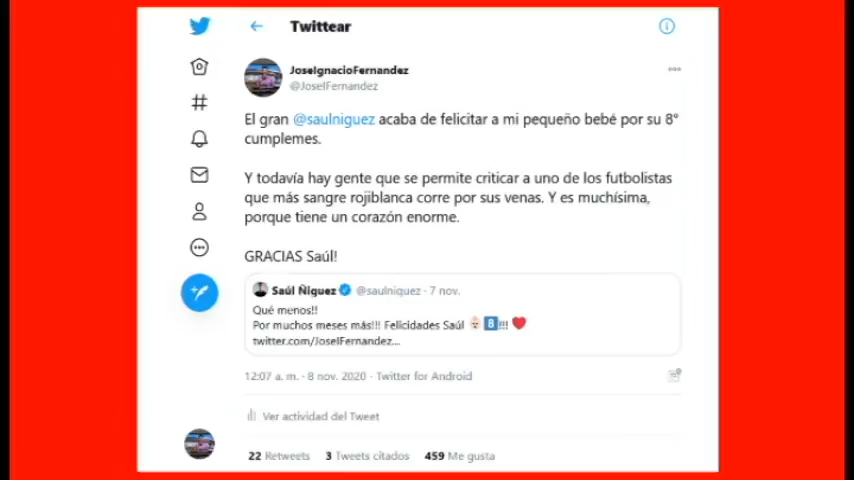 Twittear
JoseIgnacioFernandez
@JoseIFernandez
El gran @saulniguez acaba de felicitar a mi pequeño bebé por su 8°
cumplemes.
Y todavía hay gente que se permite criticar a uno de los futbolistas
que más sangre rojiblanca corre por sus venas. Y es muchísima,
porque tiene un corazón enorme.
GRACIAS Saúl!
Saúl Ñiguez @saulniguez · 7 nov.
Qué menos!!
Por muchos meses más!!! Felicidades Saúl 👶🏻 8️⃣!!! ❤️
twitter.com/JoseIFernandez...
12:07 a. m. · 8 nov. 2020 · Twitter for Android
Ver actividad del Tweet
22 Retweets 3 Tweets citados 459 Me gusta